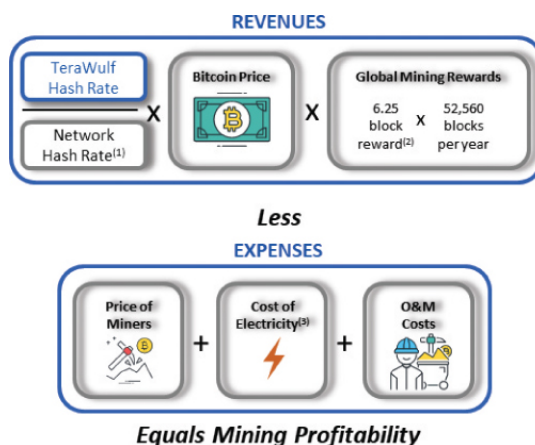 REVENUES
TeraWulf
Hash Rate
Network
Hash Rate(1)
X
Bitcoin Price
X
Global Mining Rewards
6.25
block
reward(2)
X
52,560
blocks
per year
Less
EXPENSES
Price of
Miners
+
Cost of
Electricity(3)
+
O&M
Costs
Equals Mining Profitability